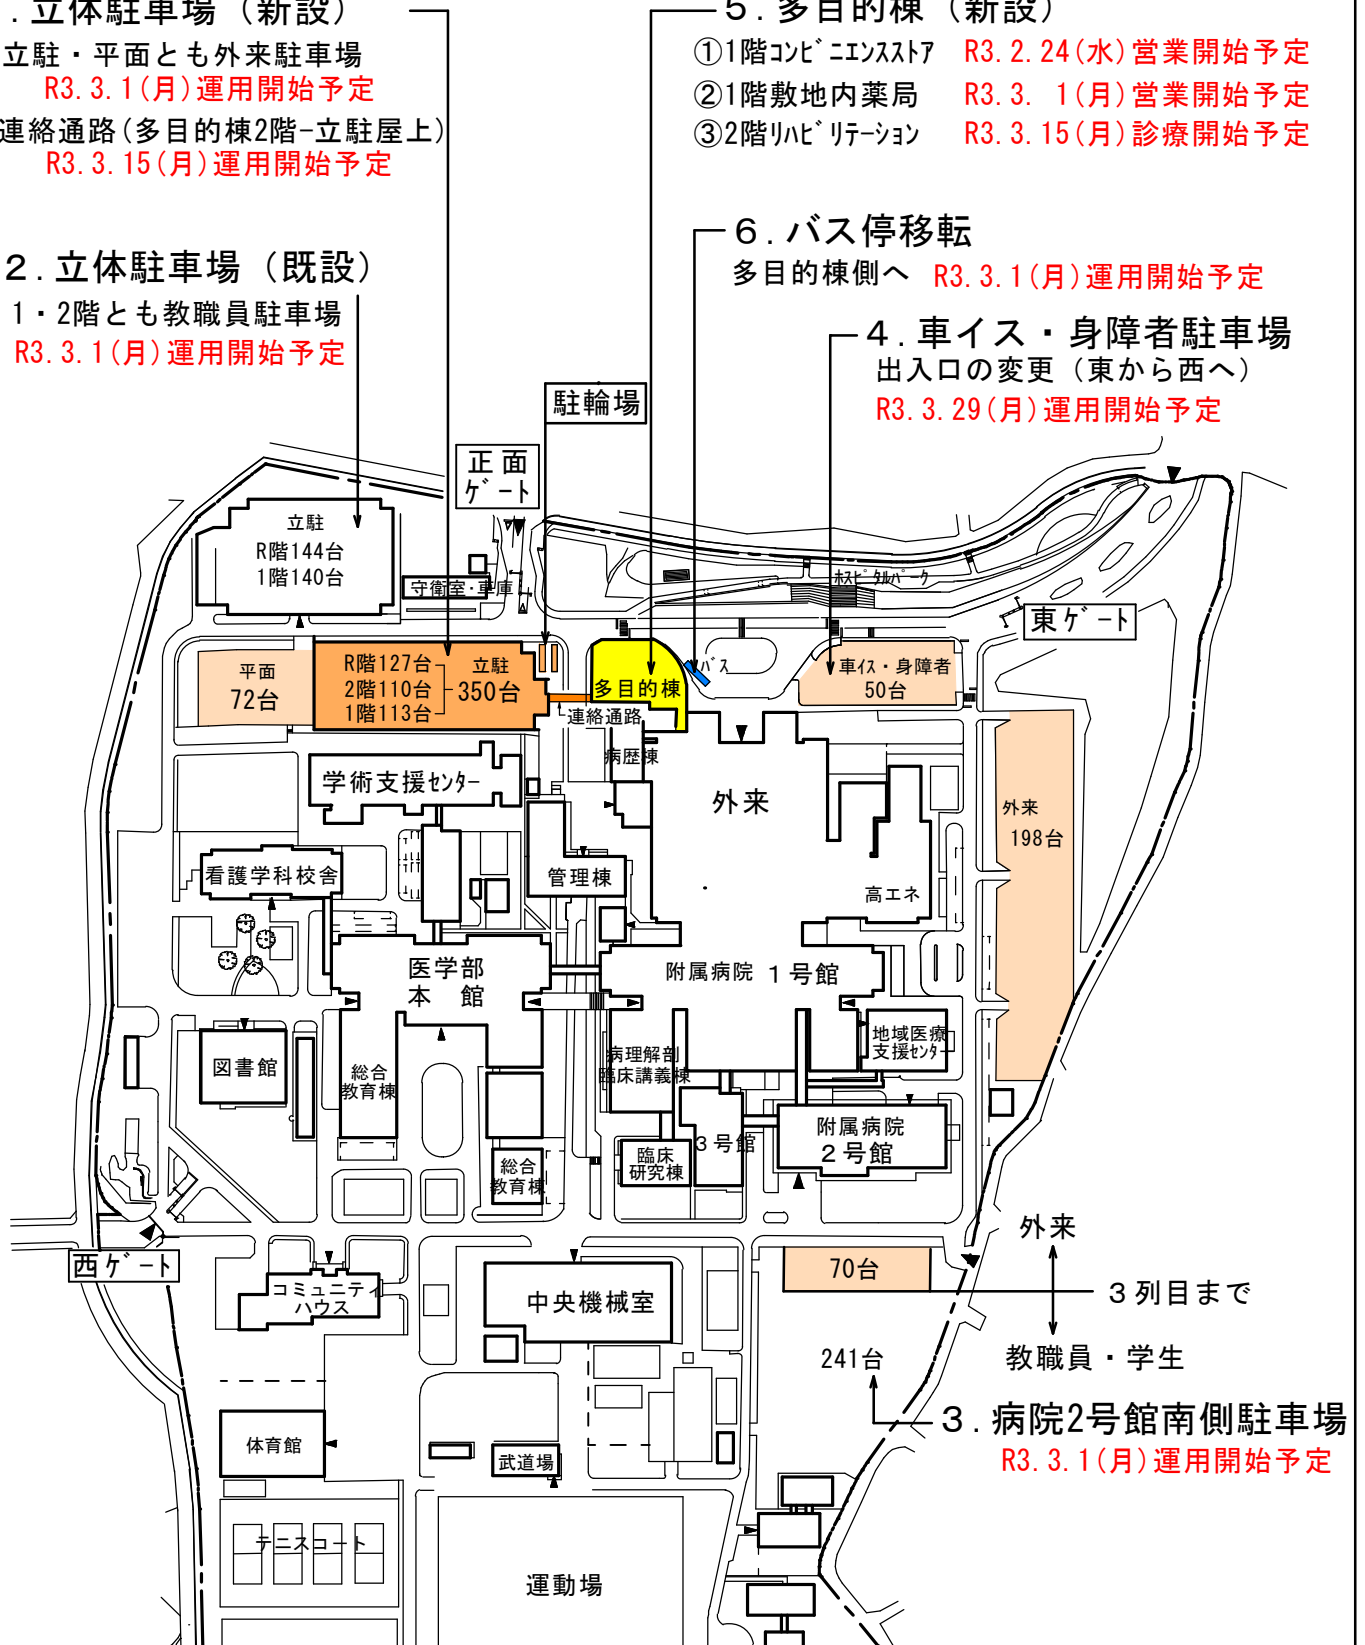 ．立体駐車場（新設）
立駐・平面とも外来駐車場
R3.3.1(月)運用開始予定
連絡通路(多目的棟2階−立駐屋上)
R3.3.15(月)運用開始予定
５．多目的棟（新設）
①1階ｺﾝﾋﾞﾆｴﾝｽｽﾄｱ R3.2.24(水)営業開始予定
②1階敷地内薬局 R3.3. 1(月)営業開始予定
③2階ﾘﾊﾋﾞﾘﾃｰｼｮﾝ R3.3.15(月)診療開始予定
６．バス停移転
多目的棟側へ R3.3.1(月)運用開始予定
２．立体駐車場（既設）
1・2階とも教職員駐車場
R3.3.1(月)運用開始予定
４．車イス・身障者駐車場
出入口の変更（東から西へ）
R3.3.29(月)運用開始予定
駐輪場
正面
ｹﾞｰﾄ
立駐
R階144台
1階140台
守衛室・車庫
ﾎｽﾋﾟﾀﾙﾊﾟｰｸ
東ｹﾞｰﾄ
平面
72台
R階127台
2階110台
1階113台
立駐
350台
多目的棟
バス
車ｲｽ・身障者
50台
連絡通路
病歴棟
学術支援ｾﾝﾀｰ
外来
外来
198台
看護学科校舎
管理棟
高エネ
医学部
本 館
附属病院 １号館
図書館
総合
教育棟
病理解剖
臨床講義棟
地域医療
支援ｾﾝﾀｰ
３号館
附属病院
２号館
総合
教育棟
臨床
研究棟
西ｹﾞｰﾄ
コミュニティ
ハウス
中央機械室
70台
外来
３列目まで
教職員・学生
241台
３．病院2号館南側駐車場
R3.3.1(月)運用開始予定
体育館
武道場
テニスコート
運動場